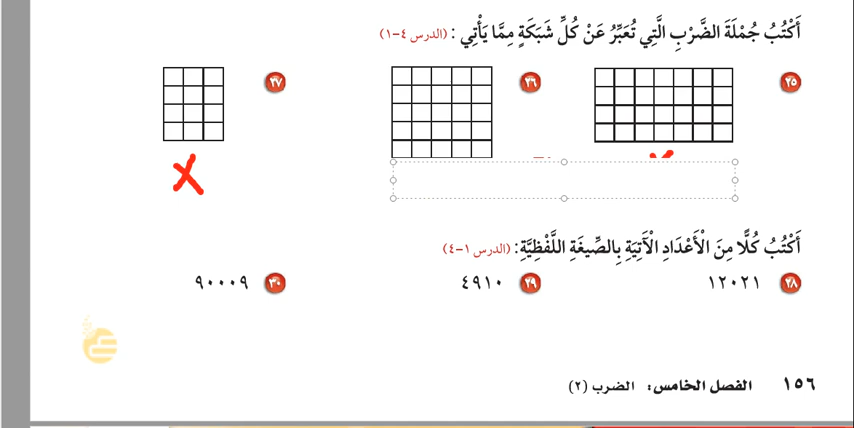 أَكْتُبُ جُمْلَةَ الضَّرْبِ الَّتِي تُعَبِّرُ عَنْ كُلِّ شَبَكَةٍ مِمَّا يَأْتِي : (الدرس ٤-١)
٢٥ ٢٦ ٢٧
X
أَكْتُبُ كُلًّا مِنَ الْأَعْدَادِ الْآتِيَةِ بِالصِّيغَةِ اللَّفْظِيَّةِ: (الدرس ١-٤)
٢٨ ١٢٠٢١ ٢٩ ٤٩١٠ ٣٠ ٩٠٠٠٩
١٥٦ الفصل الخامس: الضرب (٢)